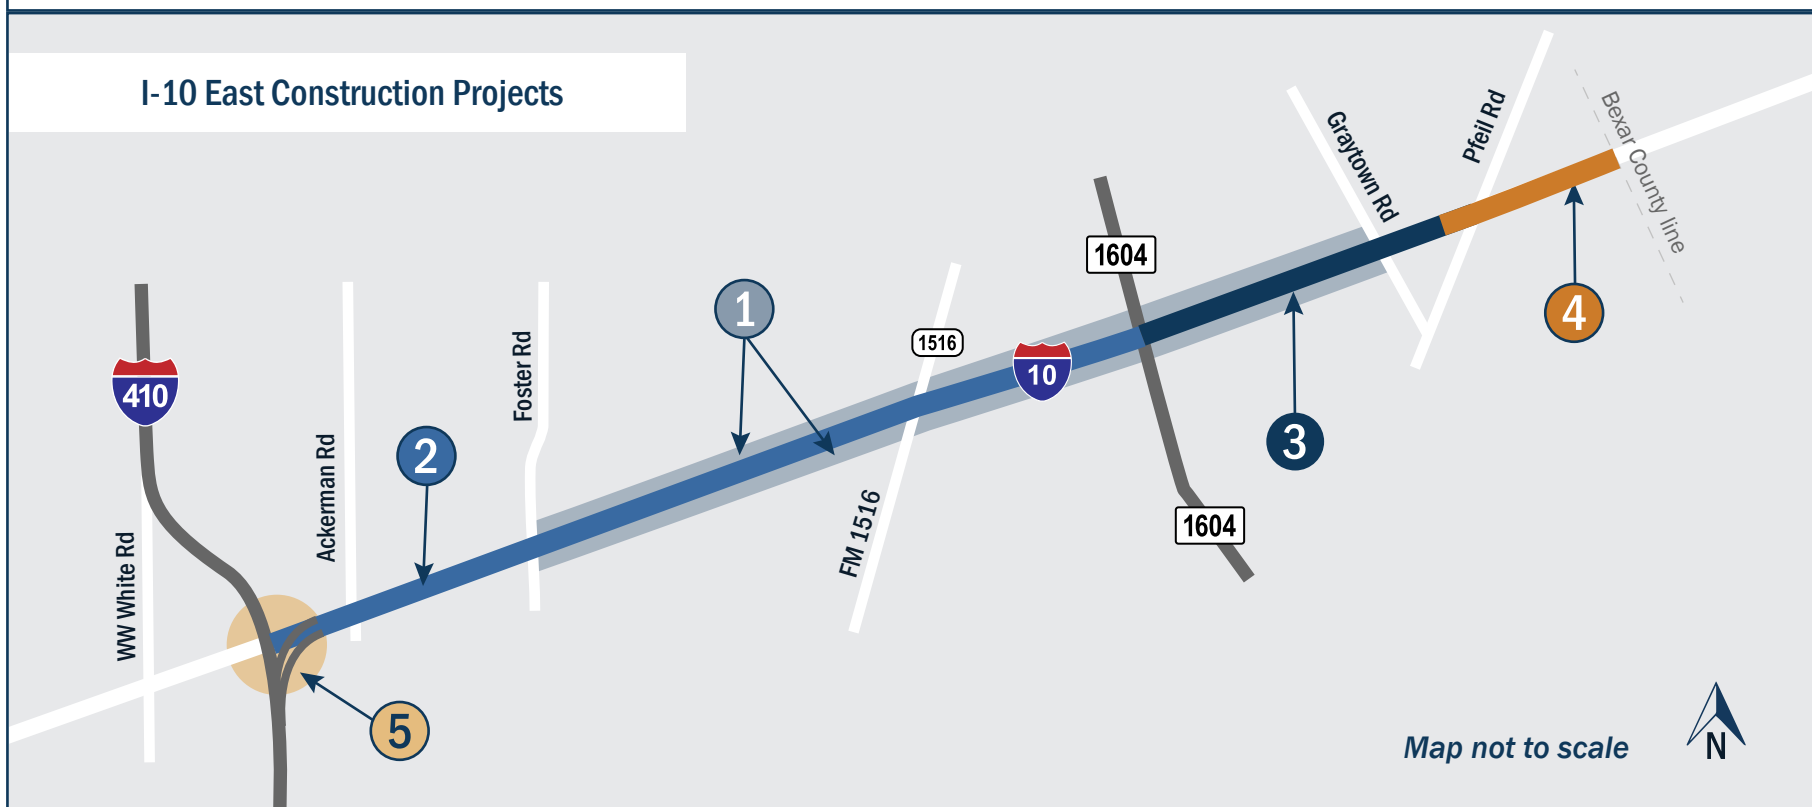 I-10 East Construction Projects
Graytown Rd
Pfeil Rd
Bexar County line
1604
1
4
Foster Rd
1516
10
410
Ackerman Rd
2
3
WW White Rd
FM 1516
1604
5
Map not to scale
N